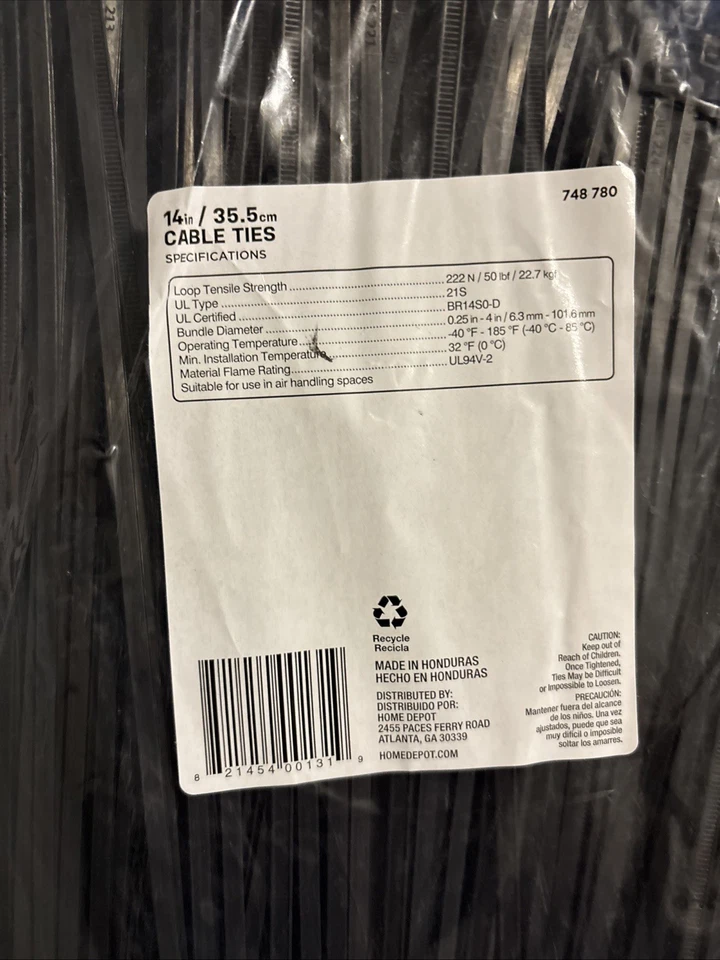 748 780
14in / 35.5cm
CABLE TIES
SPECIFICATIONS
Loop Tensile Strength ........ 222 N / 50 lbf / 22.7 kgf
UL Type ........ 21S
UL Certified ........ BR14S0-D
Bundle Diameter ........ 0.25 in - 4 in / 6.3 mm - 101.6 mm
Operating Temperature ........ -40 °F - 185 °F (-40 °C - 85 °C)
Min. Installation Temperature ........ 32 °F (0 °C)
Material Flame Rating ........ UL94V-2
Suitable for use in air handling spaces
Recycle
Recicla
MADE IN HONDURAS
HECHO EN HONDURAS
DISTRIBUTED BY:
DISTRIBUIDO POR:
HOME DEPOT
2455 PACES FERRY ROAD
ATLANTA, GA 30339
HOMEDEPOT.COM
CAUTION:
Keep out of
Reach of Children.
Once Tightened,
Ties May be Difficult
or Impossible to Loosen.
PRECAUCIÓN:
Mantener fuera del alcance
de los niños. Una vez
ajustados, puede que sea
muy difícil o imposible
soltar los amarres.
8 21454 00131 9
213